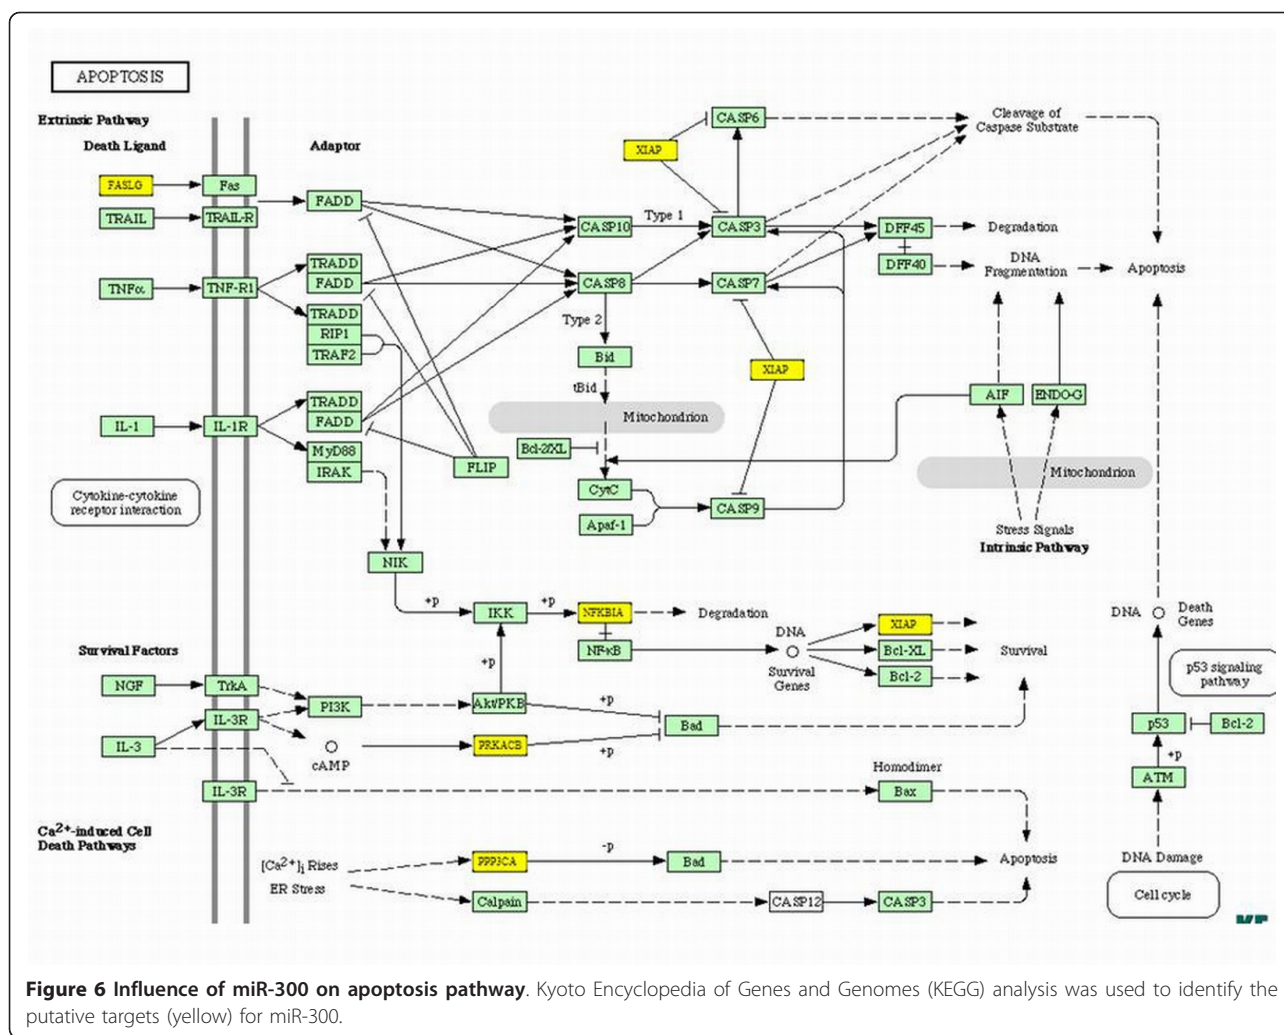 APOPTOSIS
Extrinsic Pathway
Death Ligand
Adaptor
FASLG
Fas
FADD
TRAIL
TRAIL-R
TNFα
TNF-R1
TRADD
FADD
TRADD
RIP1
TRAF2
IL-1
IL-1R
TRADD
FADD
MyD88
IRAK
FLIP
Cytokine-cytokine
receptor interaction
XIAP
CASP6
Cleavage of
Caspase Substrate
CASP10
Type 1
CASP3
DFF45
Degradation
DFF40
DNA
Fragmentation
Apoptosis
CASP8
CASP7
Type 2
Bid
tBid
XIAP
Mitochondrion
Bcl-2/XL
CytC
Apaf-1
CASP9
AIF
ENDO-G
Mitochondrion
Stress Signals
Intrinsic Pathway
NIK
+p
IKK
+p
NFKBIA
Degradation
NF-κB
DNA
Survival
Genes
XIAP
Bcl-XL
Bcl-2
Survival
DNA
Death
Genes
p53 signaling
pathway
Survival Factors
NGF
TrkA
PI3K
+p
Akt/PKB
+p
IL-3
IL-3R
cAMP
PRKACB
+p
Bad
p53
Bcl-2
+p
ATM
IL-3R
Homodimer
Bax
Ca2+-induced Cell
Death Pathways
[Ca2+]i Rises
ER Stress
PPP3CA
-p
Bad
Apoptosis
Calpain
CASP12
CASP3
DNA Damage
Cell cycle
Figure 6 Influence of miR-300 on apoptosis pathway. Kyoto Encyclopedia of Genes and Genomes (KEGG) analysis was used to identify the
putative targets (yellow) for miR-300.